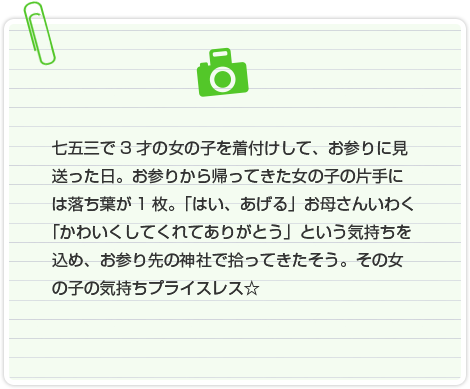 七五三で3才の女の子を着付けして、お参りに見
送った日。お参りから帰ってきた女の子の片手に
は落ち葉が1枚。「はい、あげる」お母さんいわく
「かわいくしてくれてありがとう」という気持ちを
込め、お参り先の神社で拾ってきたそう。その女
の子の気持ちプライスレス☆